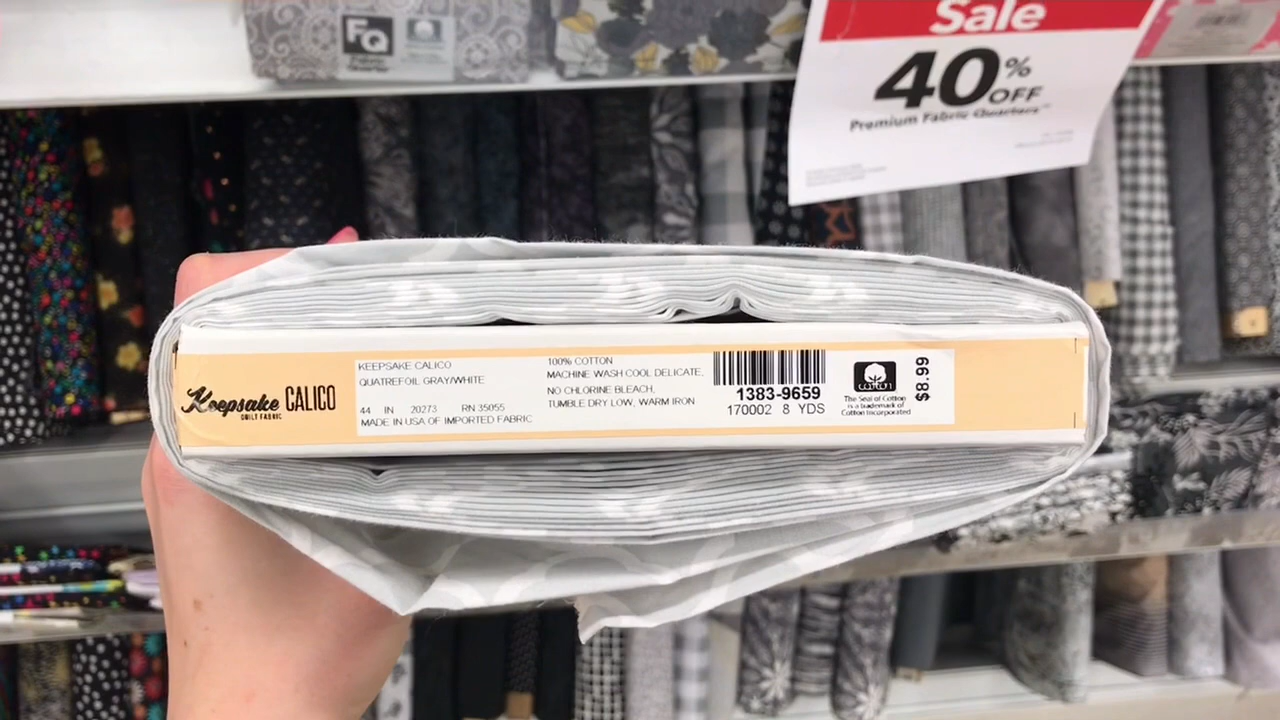 FQ
Fabric
Quarter
Sale
40%
OFF
Premium Fabric Quarters™
Keepsake CALICO
QUILT FABRIC
KEEPSAKE CALICO
QUATREFOIL GRAY/WHITE
44 IN 20273 RN 35055
MADE IN USA OF IMPORTED FABRIC
100% COTTON
MACHINE WASH COOL DELICATE,
NO CHLORINE BLEACH,
TUMBLE DRY LOW, WARM IRON
1383-9659
170002 8 YDS
cotton
The Seal of Cotton
is a trademark of
Cotton Incorporated
$8.99